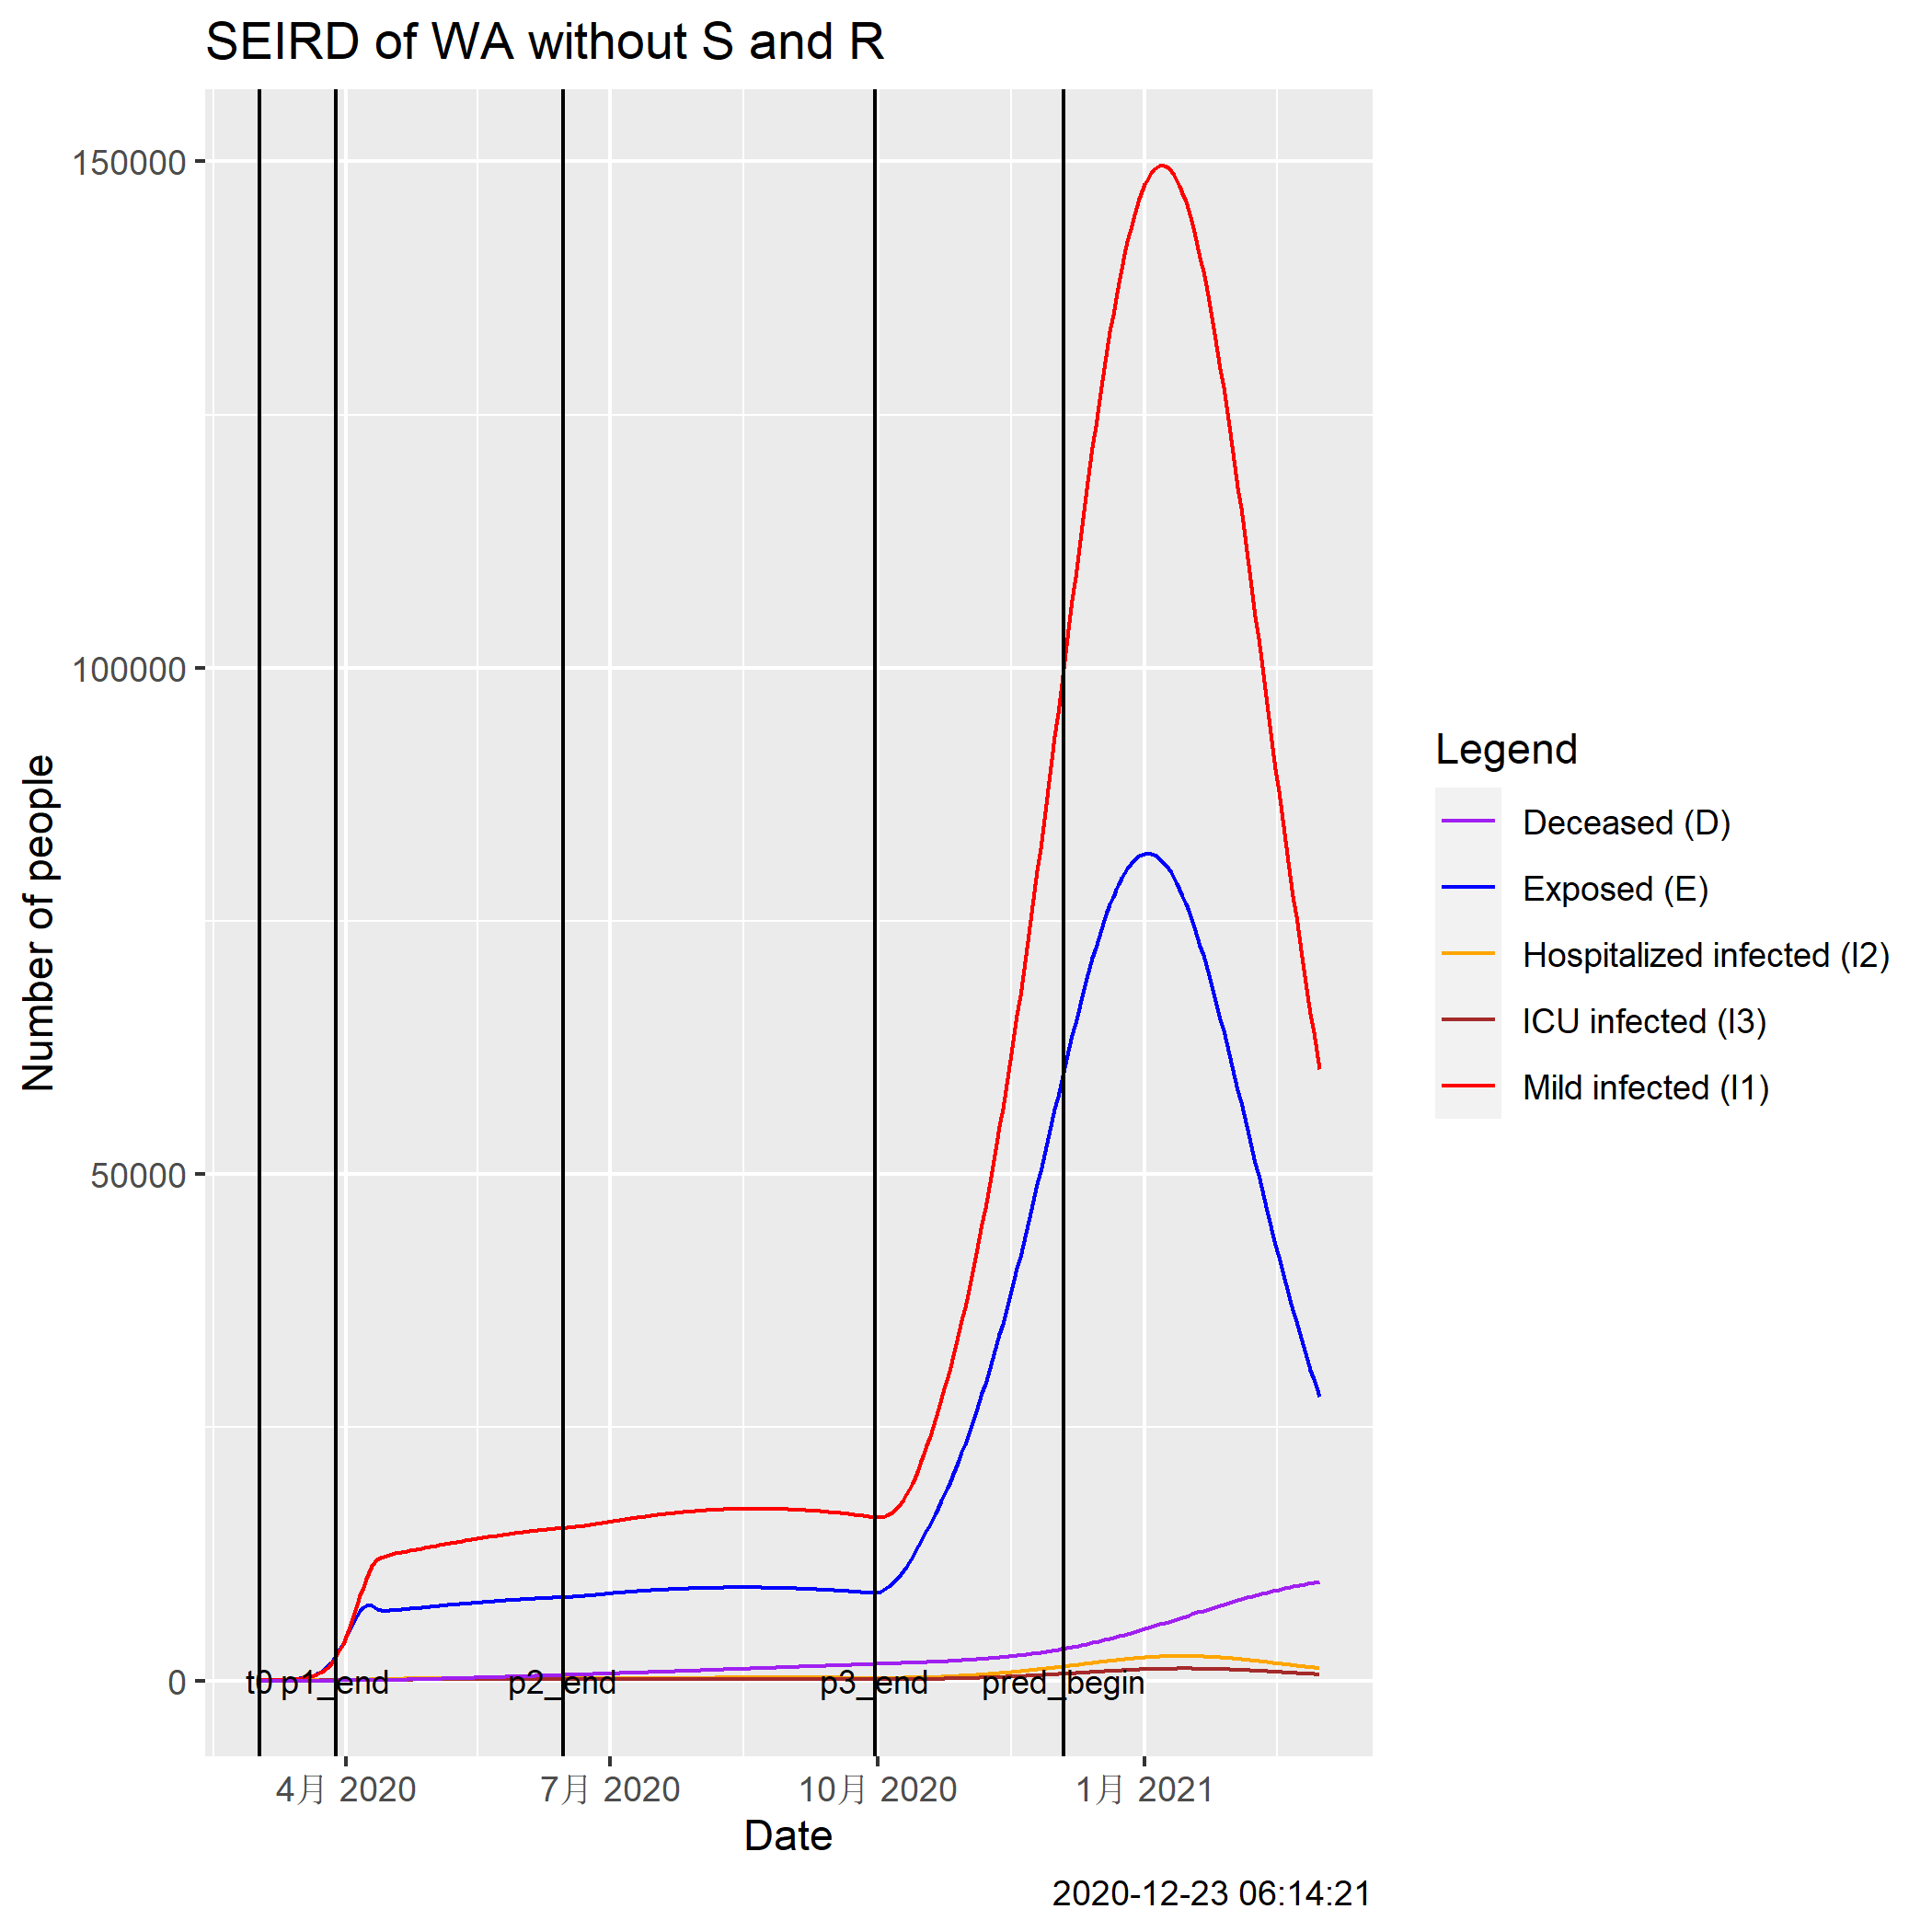 SEIRD of WA without S and R
150000
100000
50000
0
Number of people
t0 p1_end p2_end p3_end pred_begin
4月 2020 7月 2020 10月 2020 1月 2021
Date
Legend
Deceased (D)
Exposed (E)
Hospitalized infected (I2)
ICU infected (I3)
Mild infected (I1)
2020-12-23 06:14:21